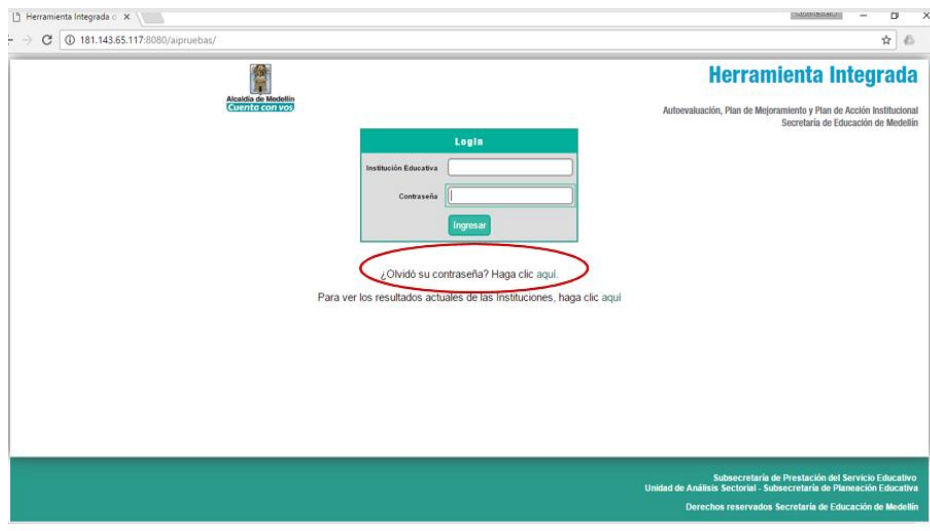 Herramienta Integrada d
181.143.65.117:8080/aipruebas/
Alcaldía de Medellín
Cuenta con vos
Herramienta Integrada
Autoevaluación, Plan de Mejoramiento y Plan de Acción Institucional
Secretaría de Educación de Medellín
Login
Institución Educativa
Contraseña
Ingresar
¿Olvidó su contraseña? Haga clic aquí.
Para ver los resultados actuales de las Instituciones, haga clic aquí
Subsecretaría de Prestación del Servicio Educativo
Unidad de Análisis Sectorial - Subsecretaría de Planeación Educativa
Derechos reservados Secretaría de Educación de Medellín